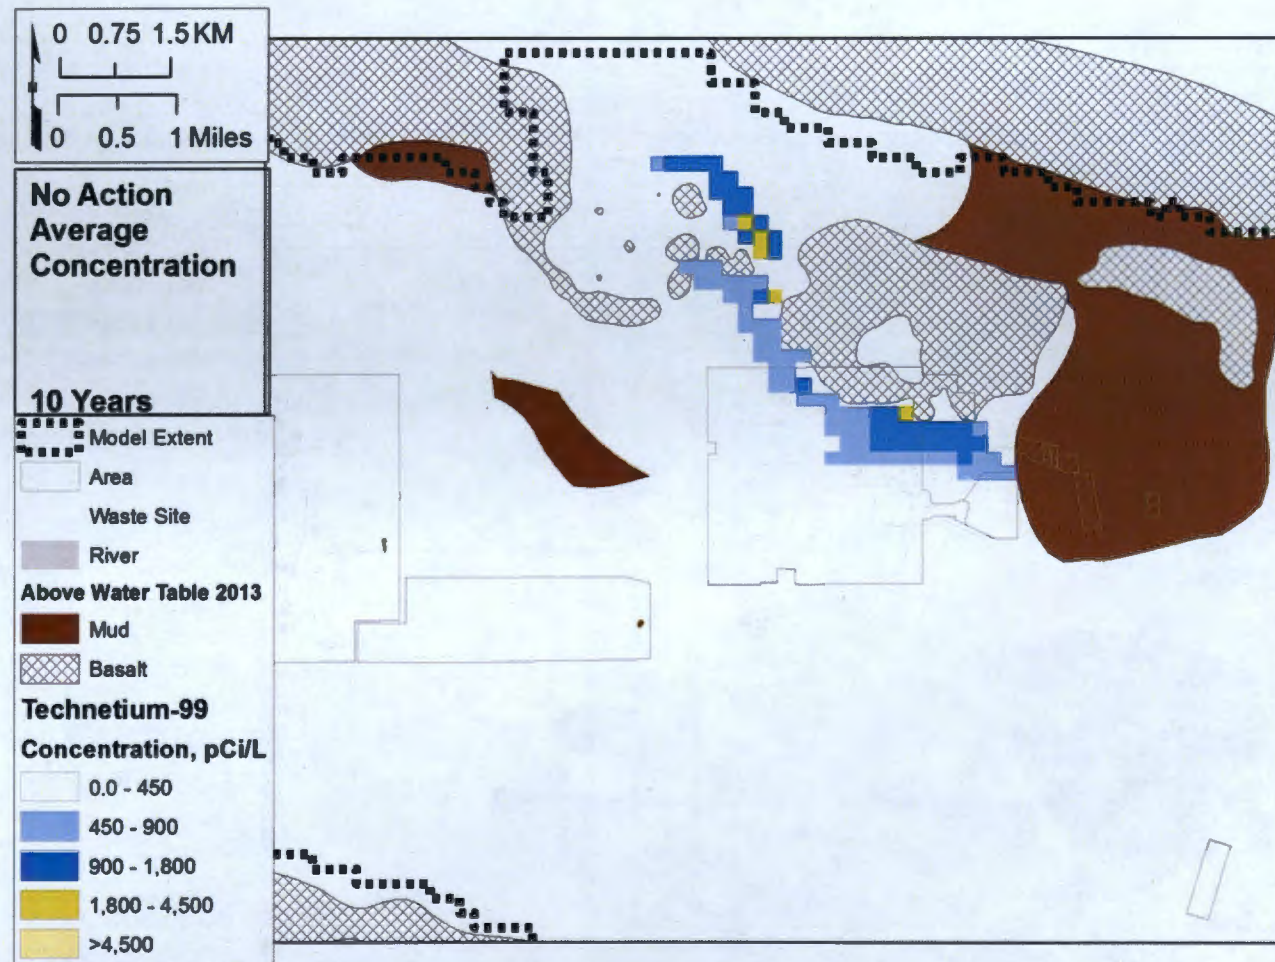 0 0.75 1.5 KM
0 0.5 1 Miles
No Action
Average
Concentration
10 Years
Model Extent
Area
Waste Site
River
Above Water Table 2013
Mud
Basalt
Technetium-99
Concentration, pCi/L
0.0 - 450
450 - 900
900 - 1,800
1,800 - 4,500
>4,500